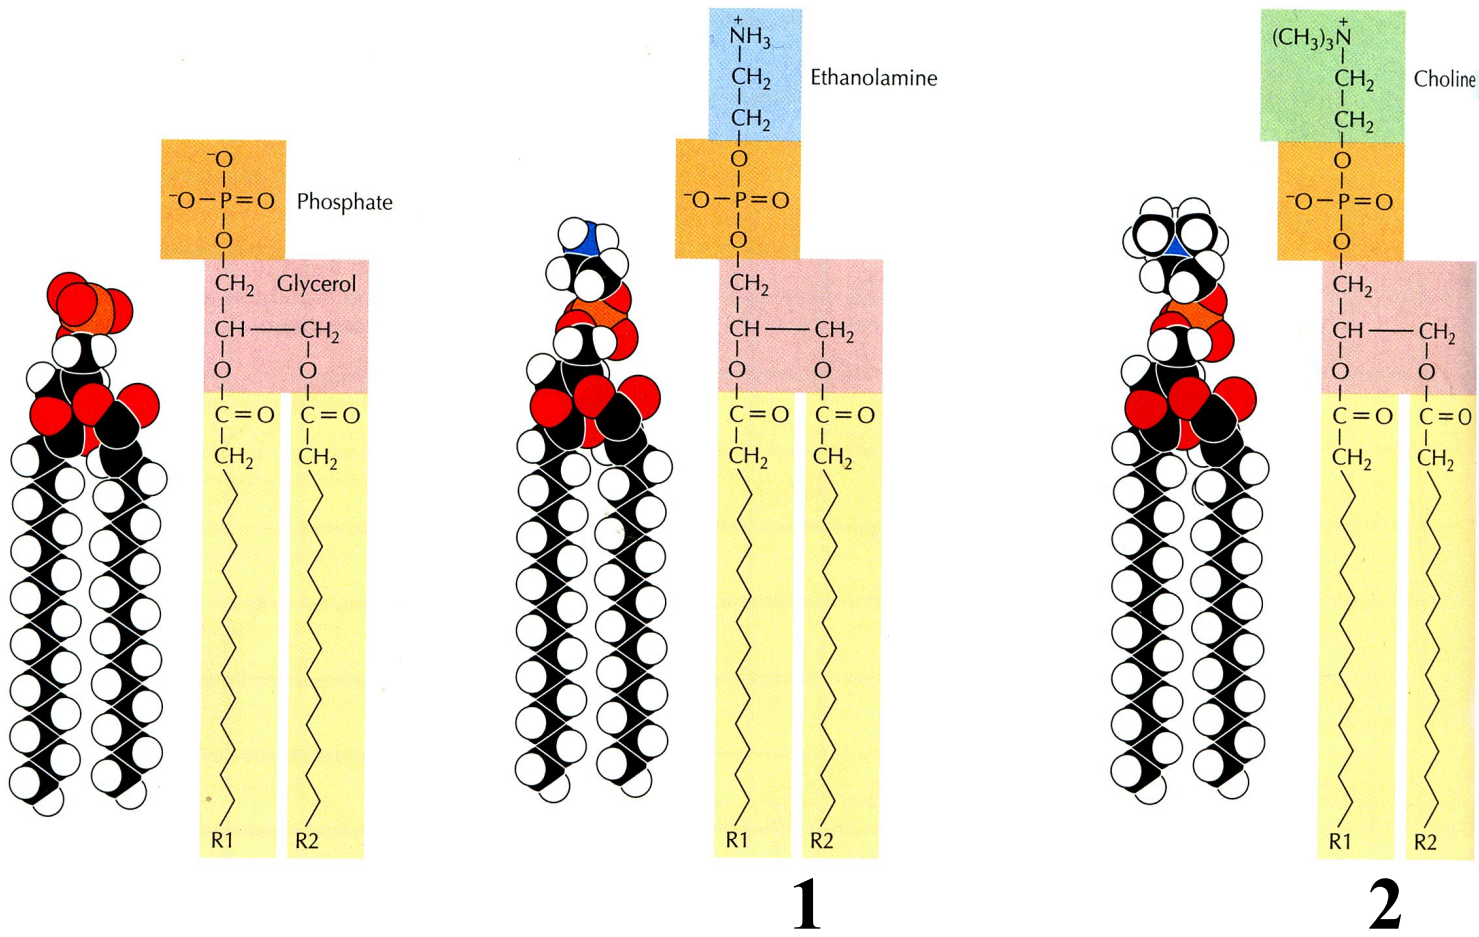 ⁻O
⁻O−P=O
O
Phosphate
CH₂ Glycerol
CH CH₂
O O
C=O C=O
CH₂ CH₂
R1 R2
+
NH₃
CH₂
CH₂
Ethanolamine
O
⁻O−P=O
O
CH₂
CH CH₂
O O
C=O C=O
CH₂ CH₂
R1 R2
1
+
(CH₃)₃N
CH₂
CH₂
Choline
O
⁻O−P=O
O
CH₂
CH CH₂
O O
C=O C=O
CH₂ CH₂
R1 R2
2